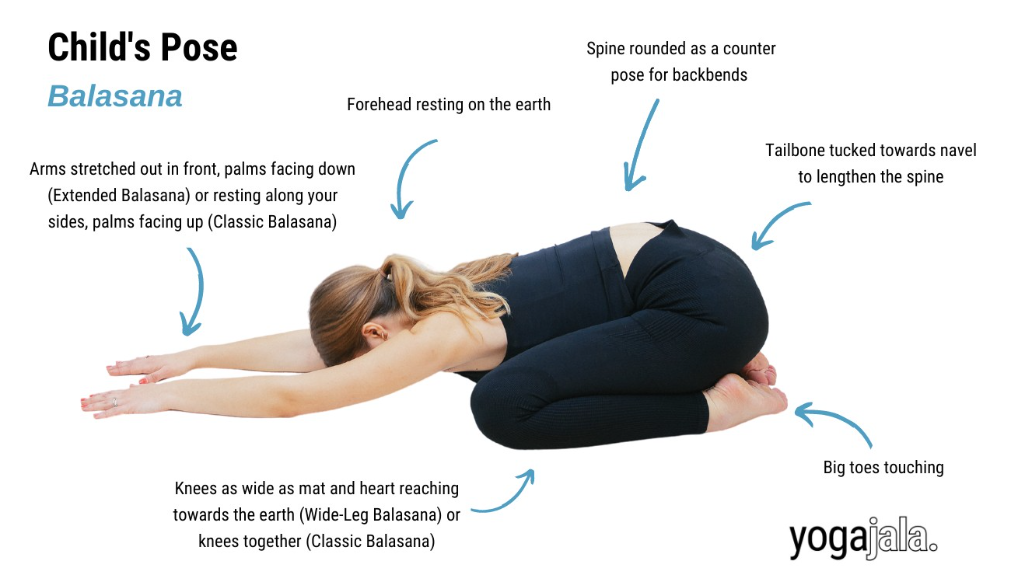 Child's Pose
Balasana
Spine rounded as a counter
pose for backbends
Forehead resting on the earth
Tailbone tucked towards navel
to lengthen the spine
Arms stretched out in front, palms facing down
(Extended Balasana) or resting along your
sides, palms facing up (Classic Balasana)
Big toes touching
Knees as wide as mat and heart reaching
towards the earth (Wide-Leg Balasana) or
knees together (Classic Balasana)
yogajala.